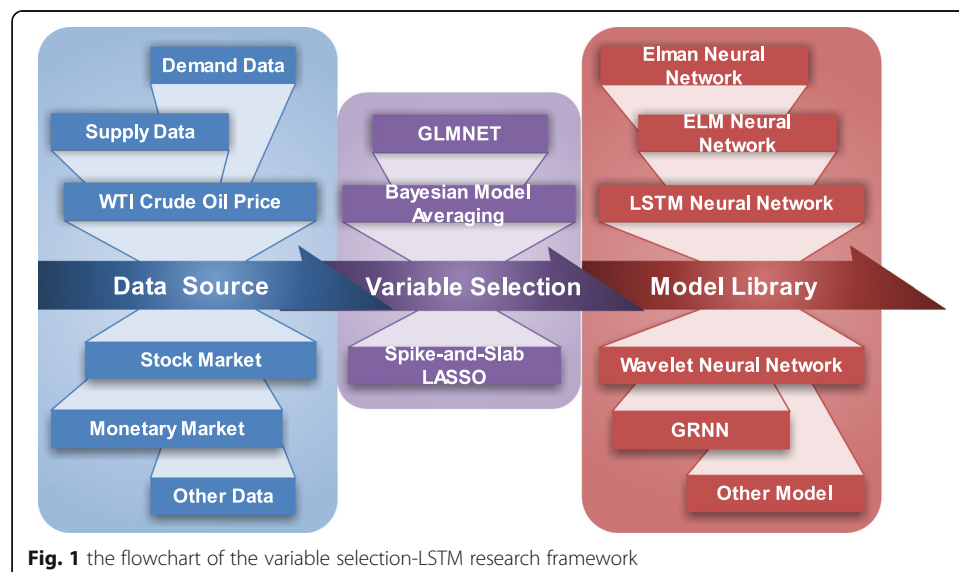 Demand Data
Supply Data
WTI Crude Oil Price
Data Source
Stock Market
Monetary Market
Other Data
GLMNET
Bayesian Model
Averaging
Variable Selection
Spike-and-Slab
LASSO
Elman Neural
Network
ELM Neural
Network
LSTM Neural Network
Model Library
Wavelet Neural Network
GRNN
Other Model
Fig. 1 the flowchart of the variable selection-LSTM research framework